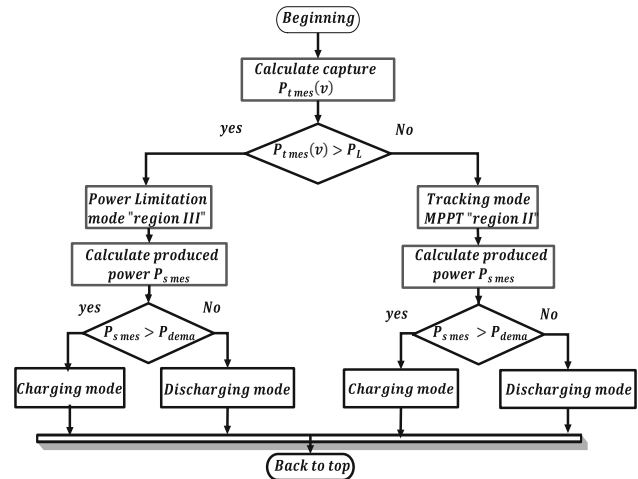 Beginning
Calculate capture
P_t mes(v)
yes
No
P_t mes(v) > P_L
Power Limitation
mode "region III"
Tracking mode
MPPT "region II"
Calculate produced
power P_s mes
Calculate produced
power P_s mes
yes
No
P_s mes > P_dema
yes
No
P_s mes > P_dema
Charging mode
Discharging mode
Charging mode
Discharging mode
Back to top